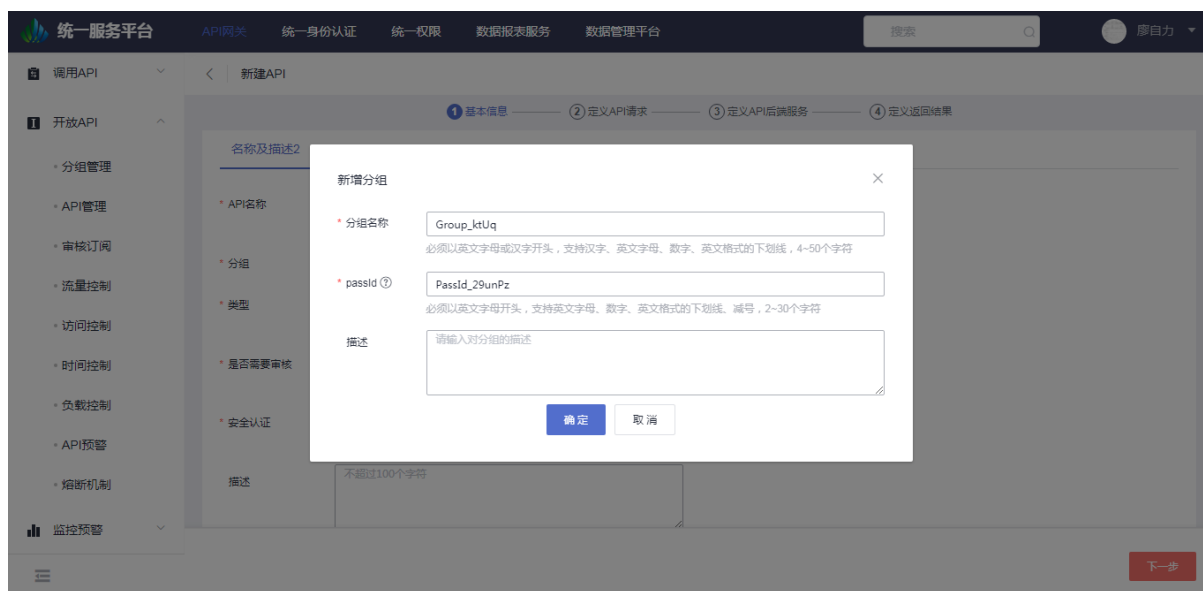 统一服务平台 API网关 统一身份认证 统一权限 数据报表服务 数据管理平台 搜索 廖自力
调用API
新建API
1 基本信息 2 定义API请求 3 定义API后端服务 4 定义返回结果
开放API
名称及描述2
分组管理
新增分组
API管理
* API名称
* 分组名称 Group_ktUq
必须以英文字母或汉字开头，支持汉字、英文字母、数字、英文格式的下划线，4~50个字符
审核订阅
* 分组
流量控制
* passId ? PassId_29unPz
* 类型
必须以英文字母开头，支持英文字母、数字、英文格式的下划线、减号，2~30个字符
访问控制
描述 请输入对分组的描述
时间控制
* 是否需要审核
负载控制
* 安全认证
确定 取消
API预警
描述 不超过100个字符
熔断机制
监控预警
下一步